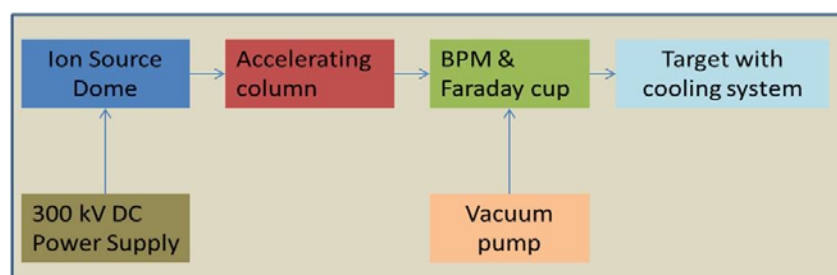 Ion Source
Dome
Accelerating
column
BPM &
Faraday cup
Target with
cooling system
300 kV DC
Power Supply
Vacuum
pump